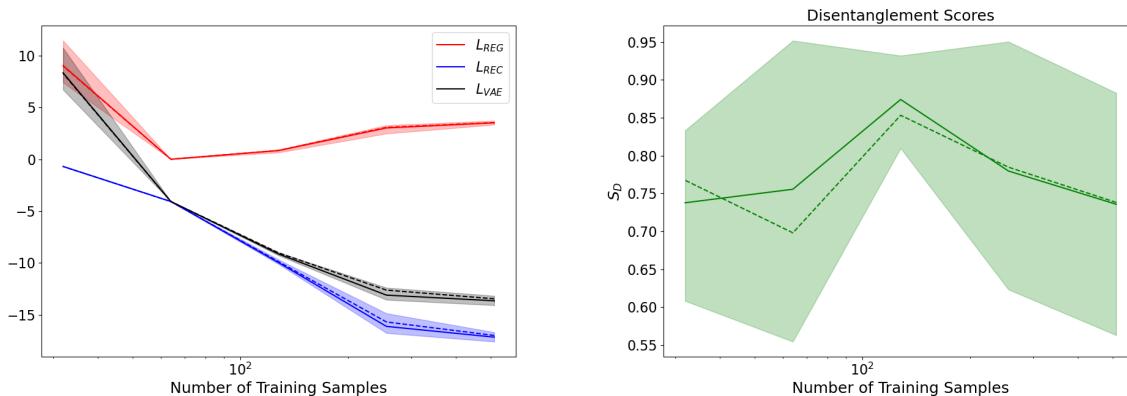 10
5
0
−5
−10
−15
10²
Number of Training Samples
L_REG
L_REC
L_VAE
Disentanglement Scores
0.95
0.90
0.85
0.80
0.75
0.70
0.65
0.60
0.55
S_D
10²
Number of Training Samples